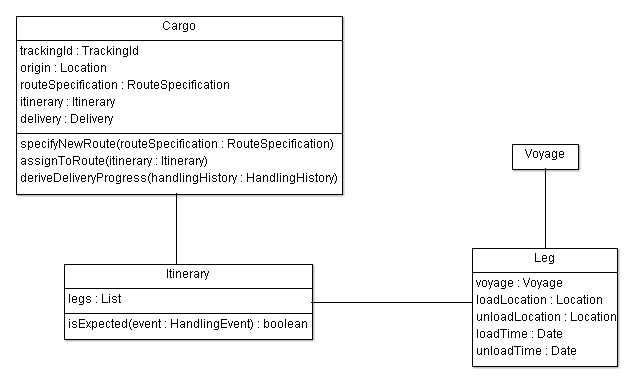 Cargo
trackingId : TrackingId
origin : Location
routeSpecification : RouteSpecification
itinerary : Itinerary
delivery : Delivery
specifyNewRoute(routeSpecification : RouteSpecification)
assignToRoute(itinerary : Itinerary)
deriveDeliveryProgress(handlingHistory : HandlingHistory)
Voyage
Itinerary
legs : List
isExpected(event : HandlingEvent) : boolean
Leg
voyage : Voyage
loadLocation : Location
unloadLocation : Location
loadTime : Date
unloadTime : Date